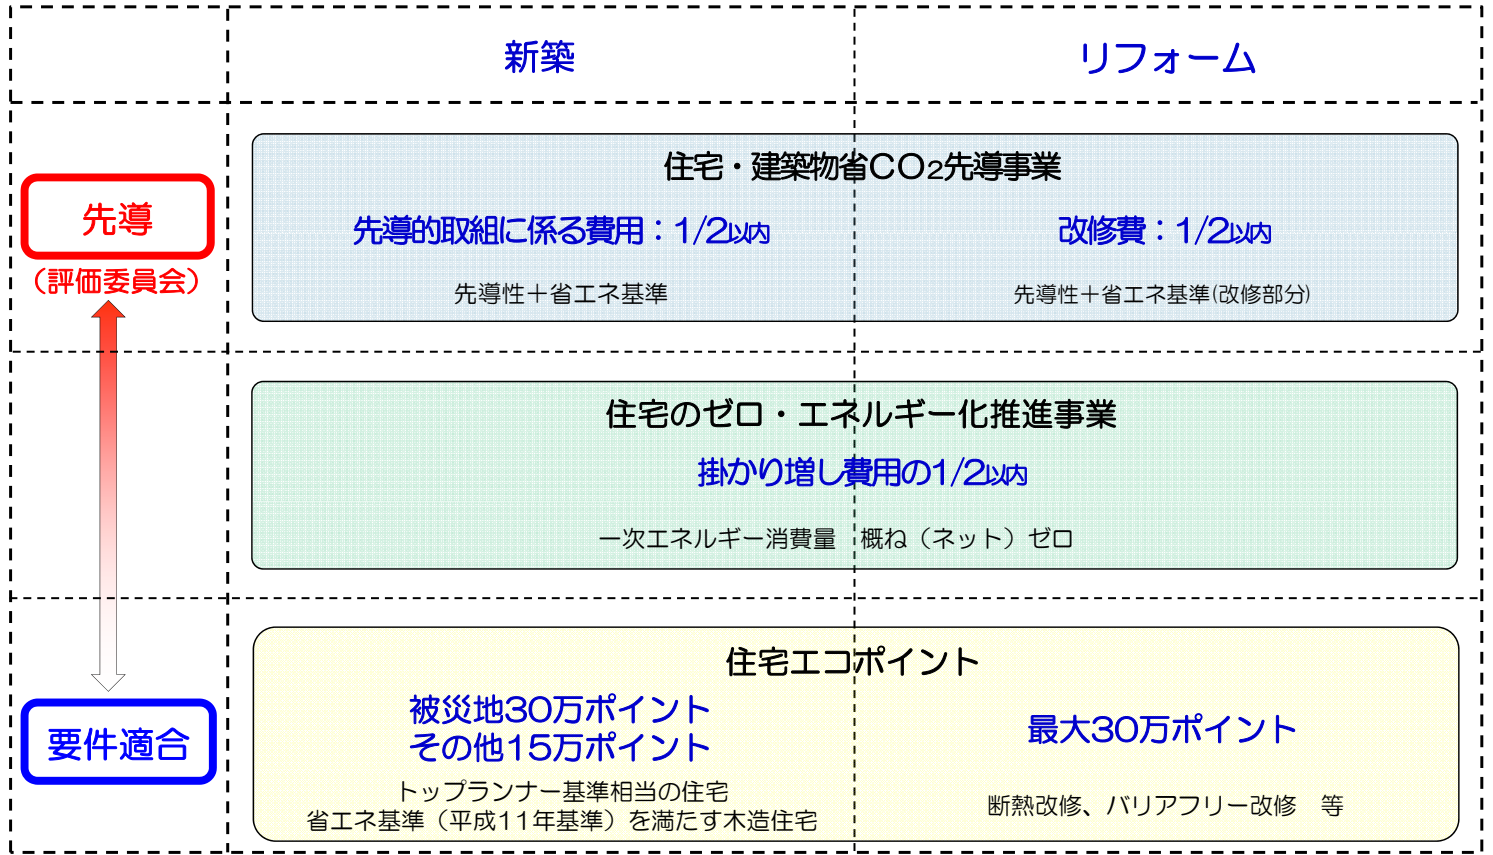 新築
リフォーム
先導
（評価委員会）
住宅・建築物省ＣＯ2先導事業
先導的取組に係る費用：1/2以内
改修費：1/2以内
先導性＋省エネ基準
先導性＋省エネ基準(改修部分)
住宅のゼロ・エネルギー化推進事業
掛かり増し費用の1/2以内
一次エネルギー消費量　概ね（ネット）ゼロ
要件適合
住宅エコポイント
被災地30万ポイント
その他15万ポイント
最大30万ポイント
トップランナー基準相当の住宅
省エネ基準（平成11年基準）を満たす木造住宅
断熱改修、バリアフリー改修　等